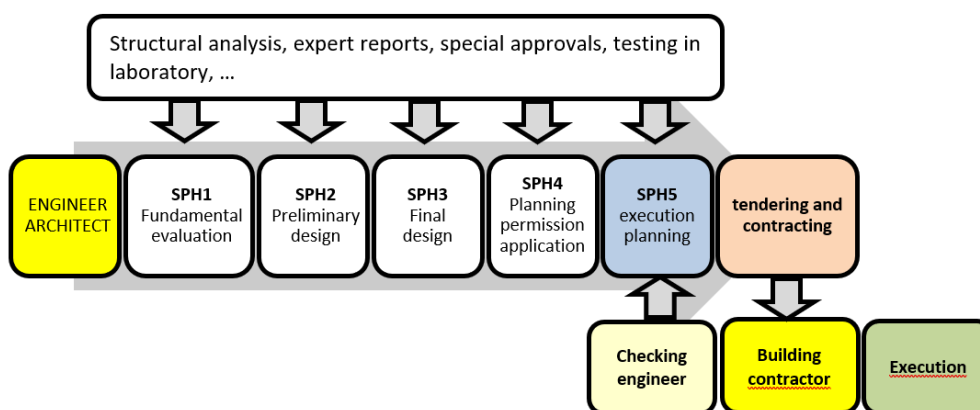 Structural analysis, expert reports, special approvals, testing in
laboratory, ...
ENGINEER
ARCHITECT
SPH1
Fundamental
evaluation
SPH2
Preliminary
design
SPH3
Final
design
SPH4
Planning
permission
application
SPH5
execution
planning
tendering and
contracting
Checking
engineer
Building
contractor
Execution